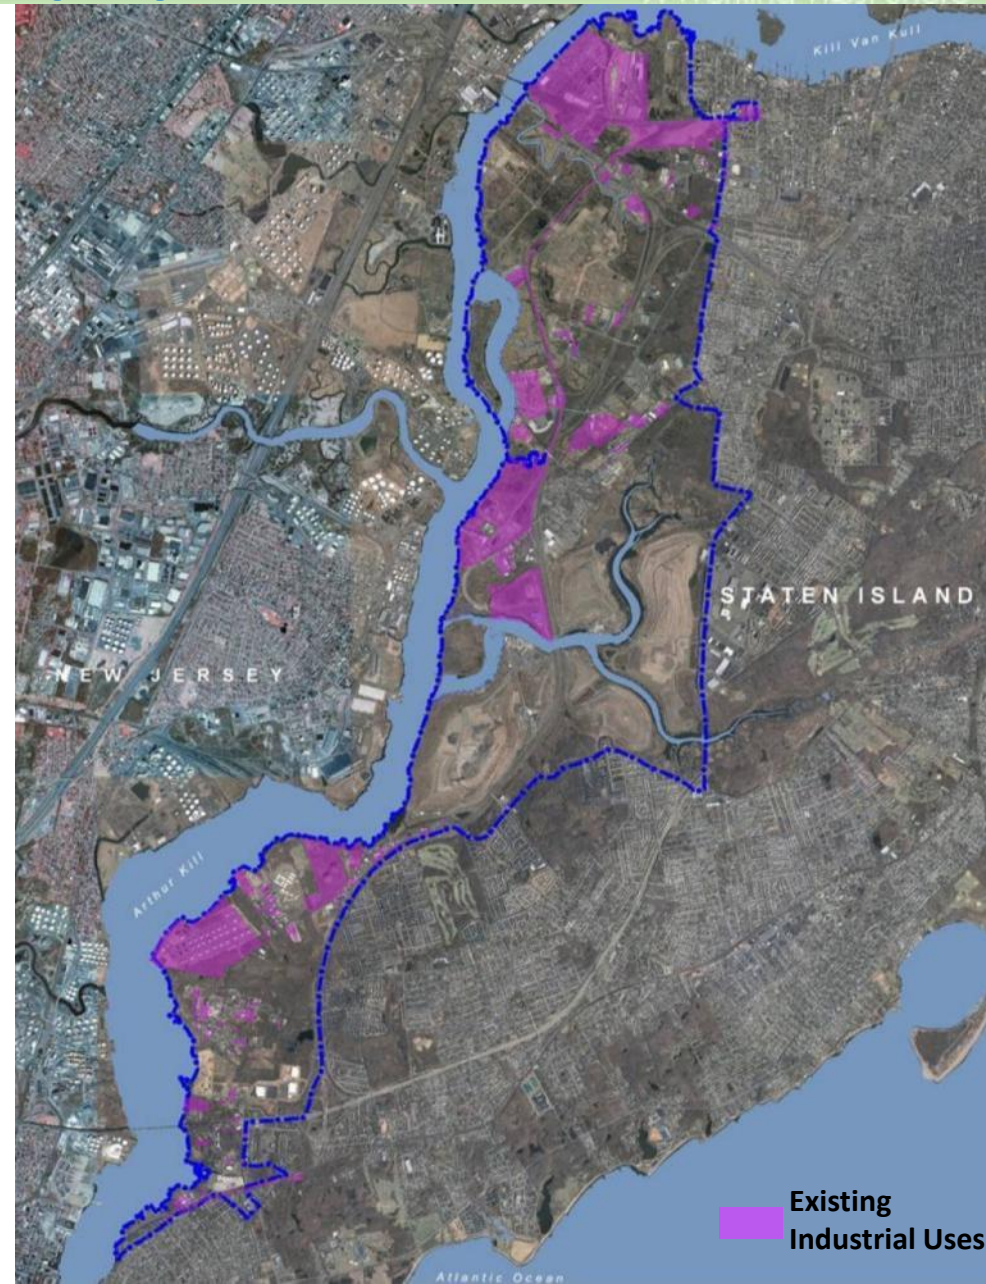 Kill Van Kull
STATEN ISLAND
NEW JERSEY
Arthur Kill
Existing
Industrial Uses
Atlantic Ocean